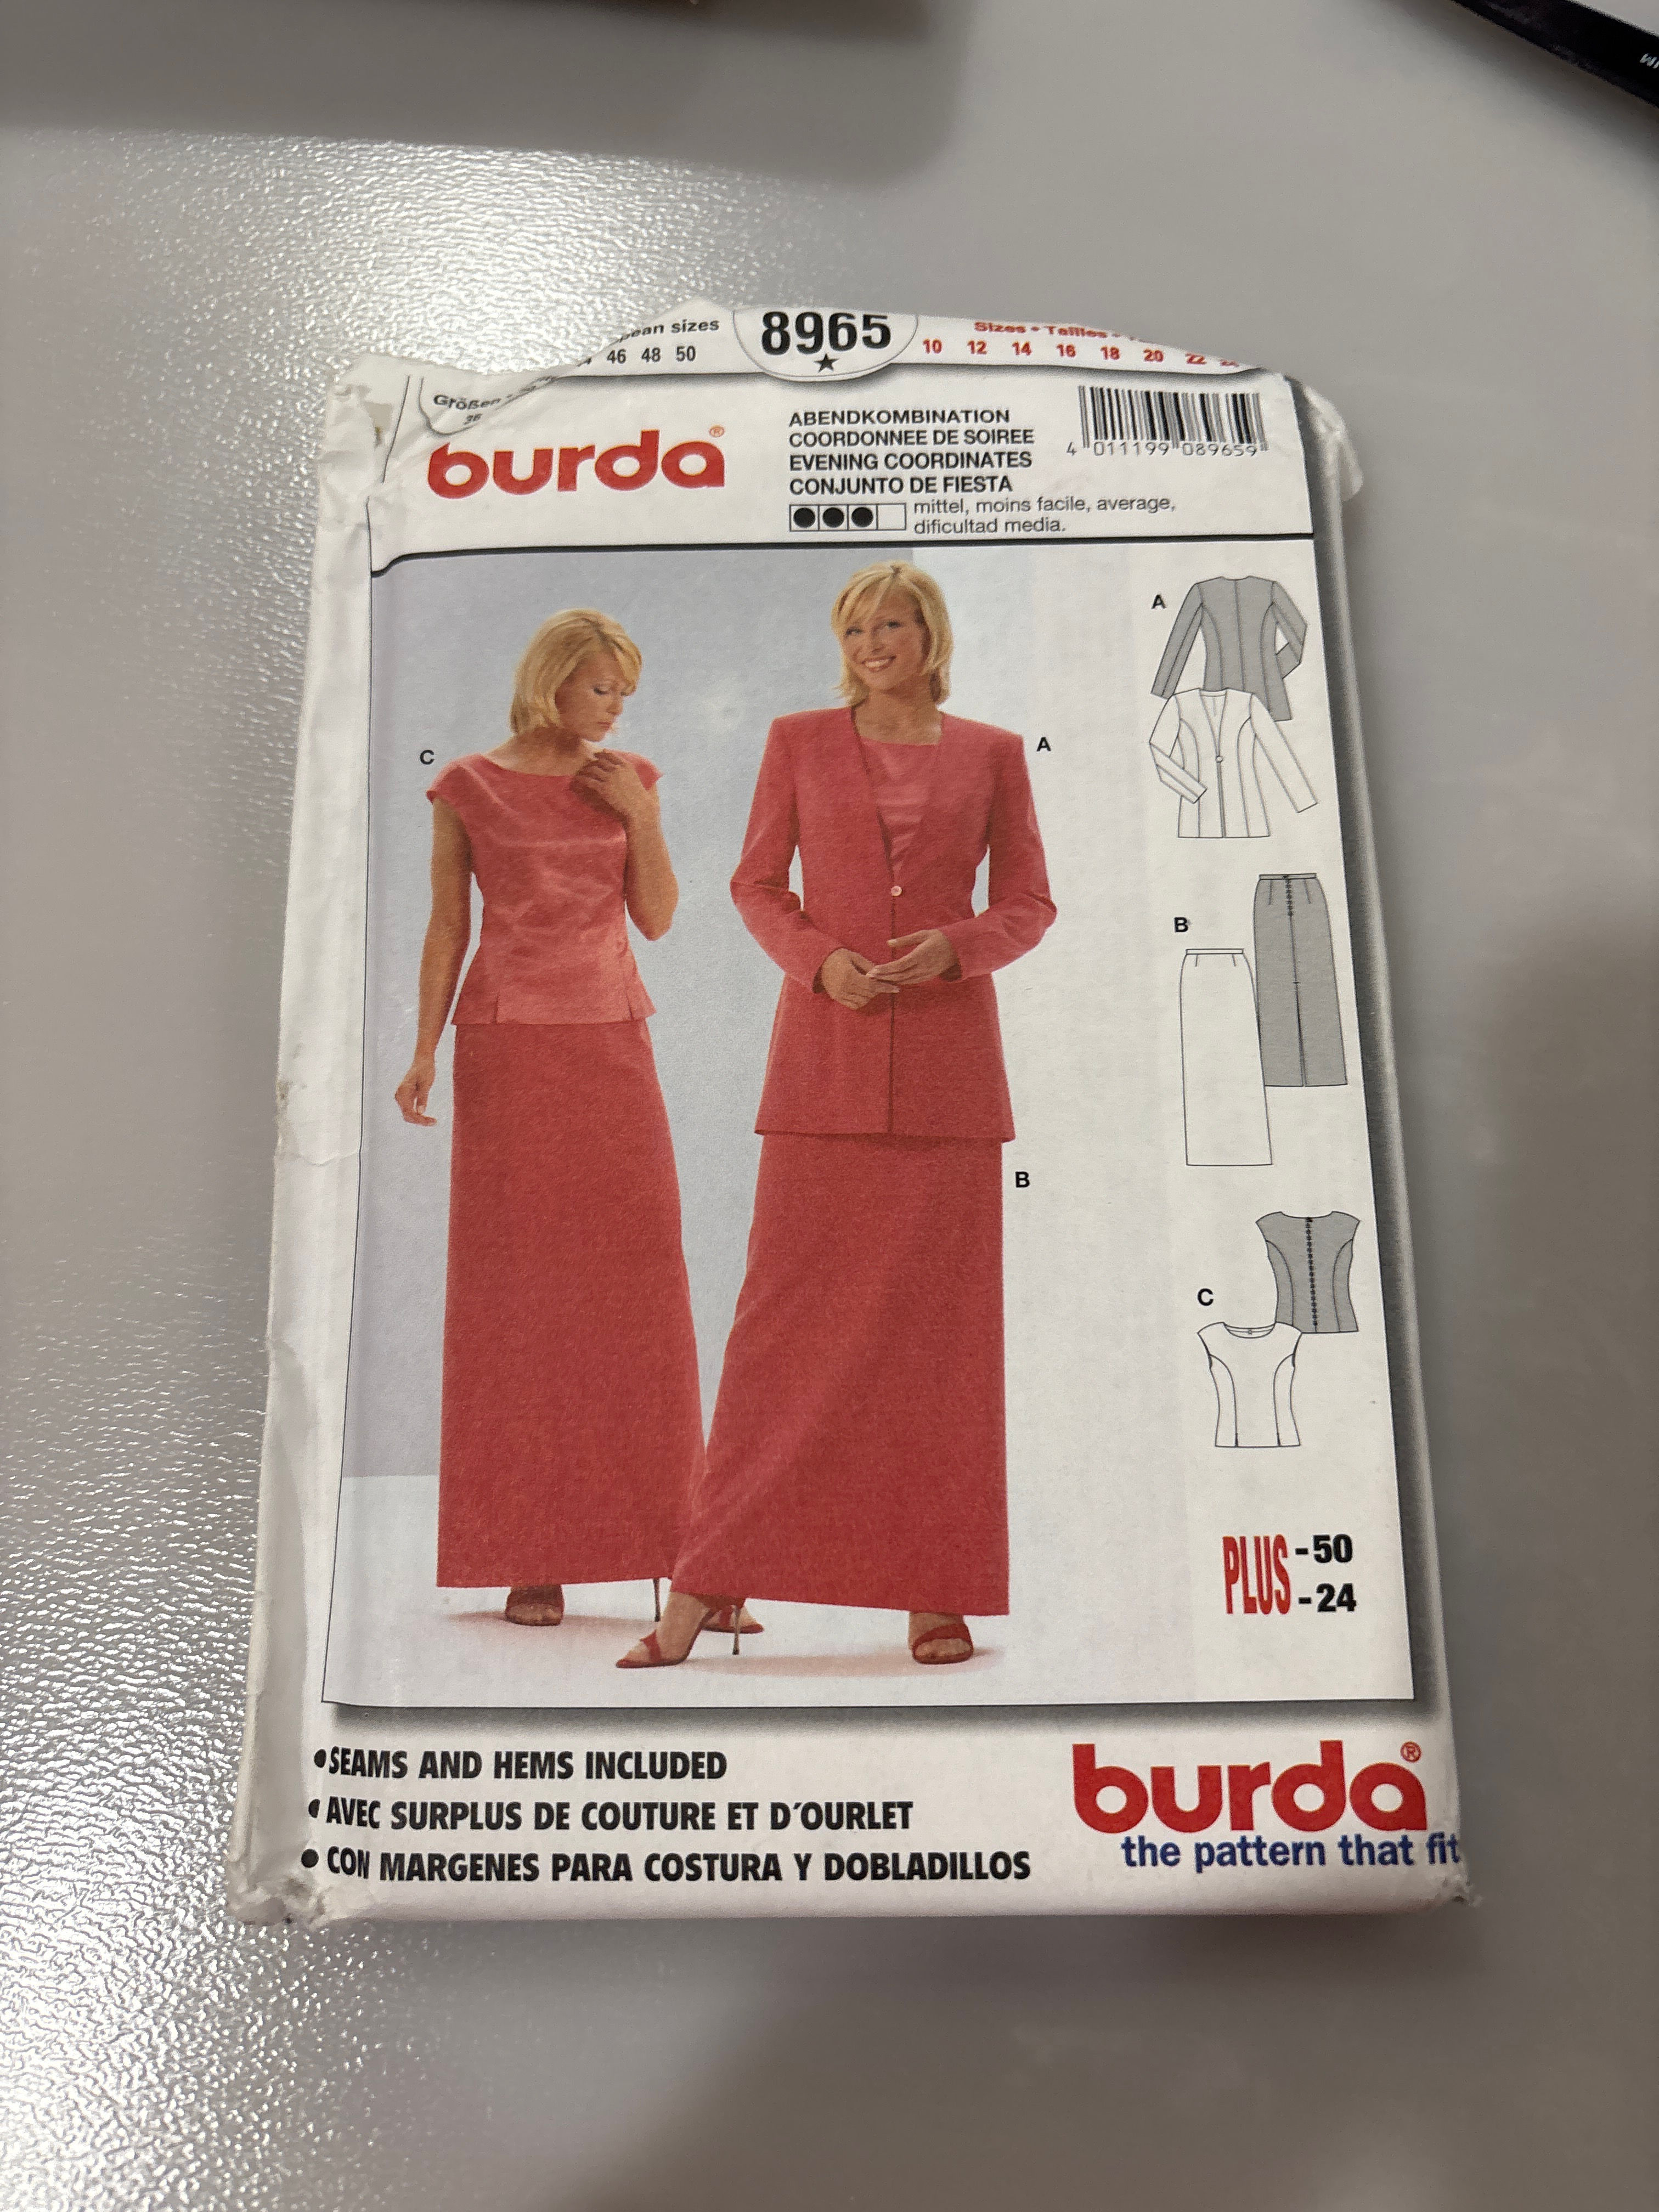 sizes
46 48 50
8965
Sizes • Tailles •
10 12 14 16 18 20 22
Größen
36
burda®
ABENDKOMBINATION
COORDONNEE DE SOIREE
EVENING COORDINATES
CONJUNTO DE FIESTA
mittel, moins facile, average,
dificultad media.
4 011199 089659
C
A
B
A
B
C
PLUS -50
-24
•SEAMS AND HEMS INCLUDED
•AVEC SURPLUS DE COUTURE ET D´OURLET
•CON MARGENES PARA COSTURA Y DOBLADILLOS
burda®
the pattern that fit